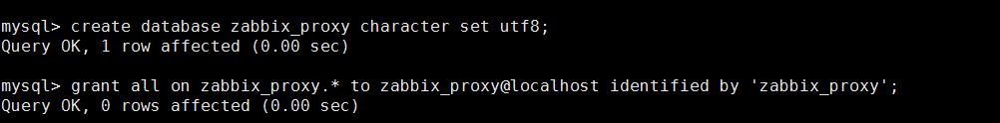 mysql> create database zabbix_proxy character set utf8;
Query OK, 1 row affected (0.00 sec)
mysql> grant all on zabbix_proxy.* to zabbix_proxy@localhost identified by 'zabbix_proxy';
Query OK, 0 rows affected (0.00 sec)